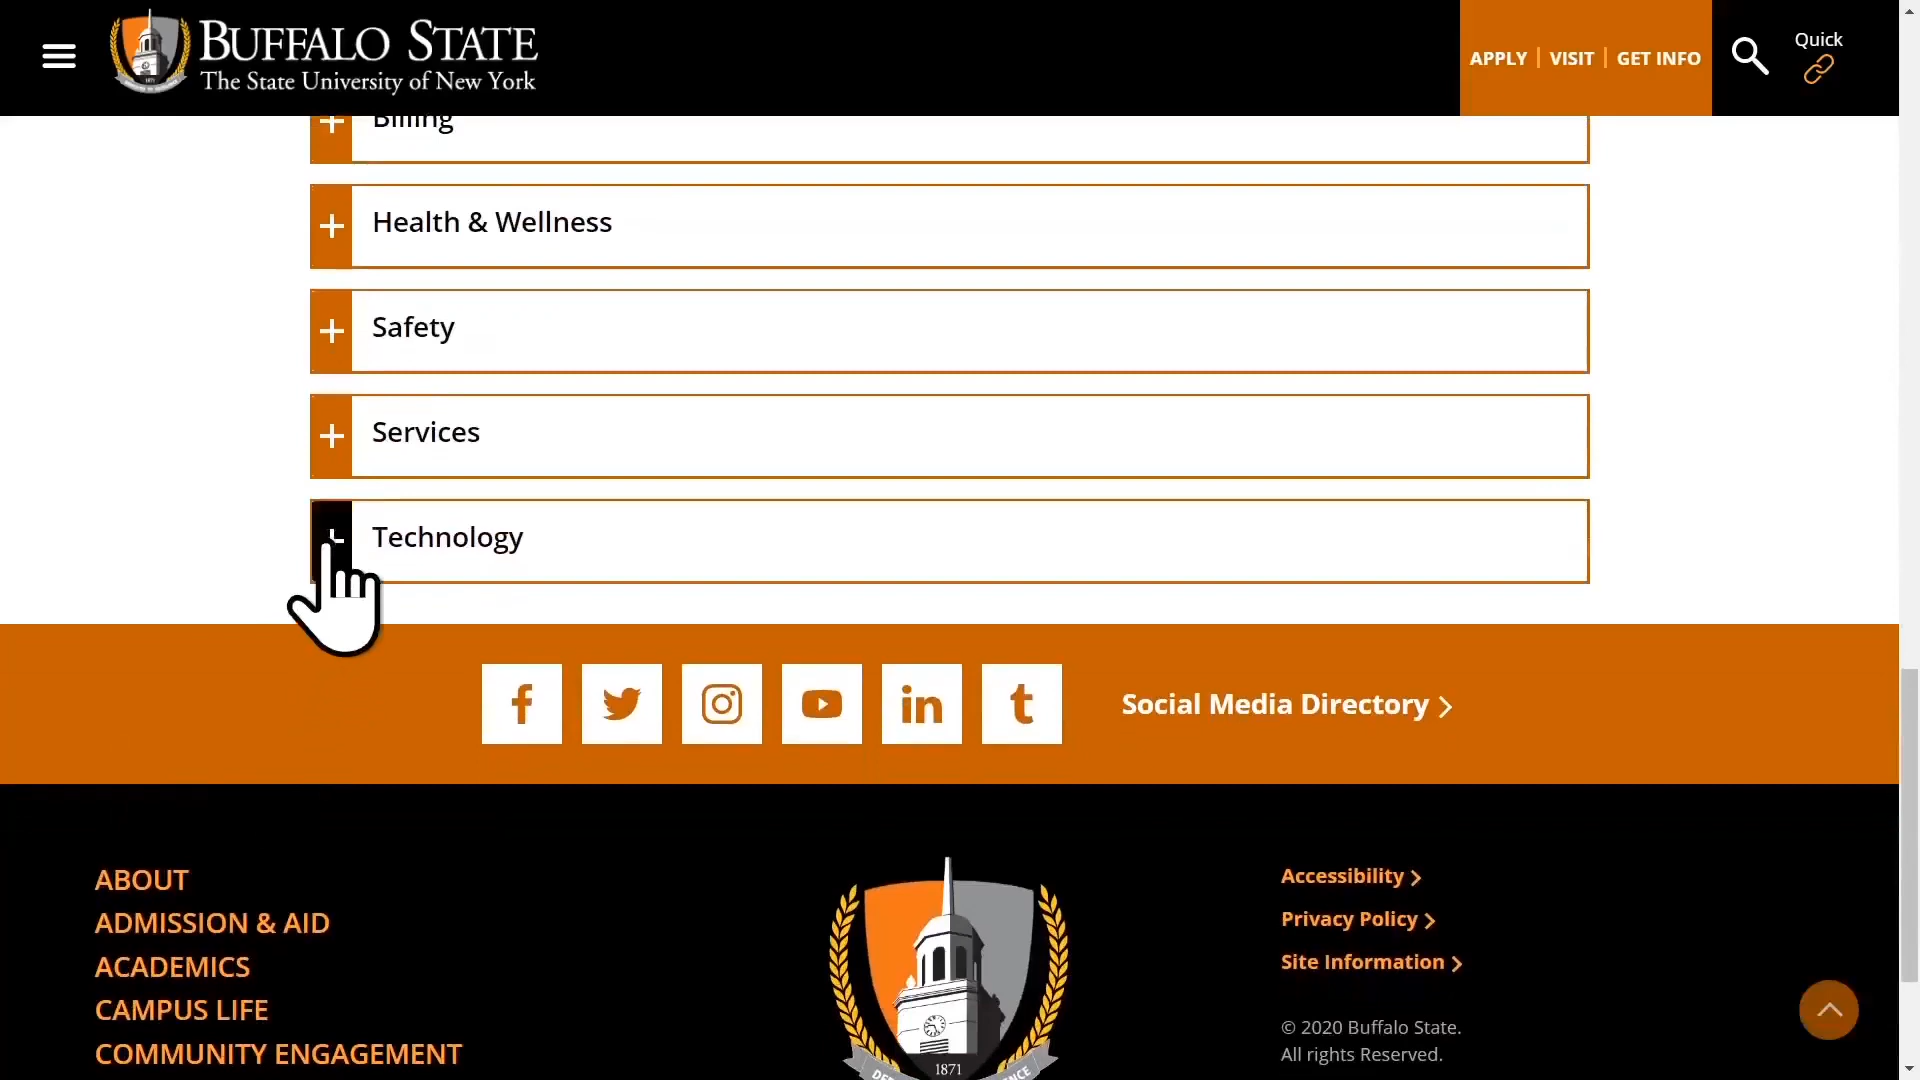 BUFFALO STATE
The State University of New York
APPLY
VISIT
GET INFO
Quick
Billing
Health & Wellness
Safety
Services
Technology
Social Media Directory
ABOUT
ADMISSION & AID
ACADEMICS
CAMPUS LIFE
COMMUNITY ENGAGEMENT
1871
Accessibility
Privacy Policy
Site Information
© 2020 Buffalo State.
All rights Reserved.